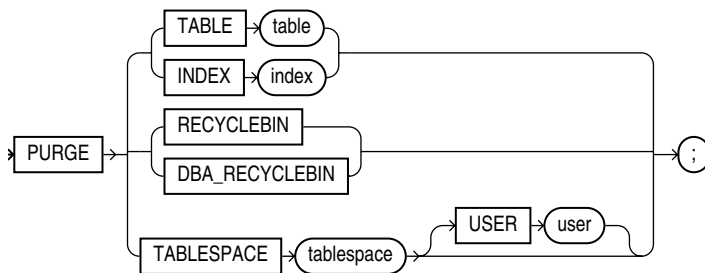 TABLE table
INDEX index
RECYCLEBIN
PURGE ;
DBA_RECYCLEBIN
USER user
TABLESPACE tablespace